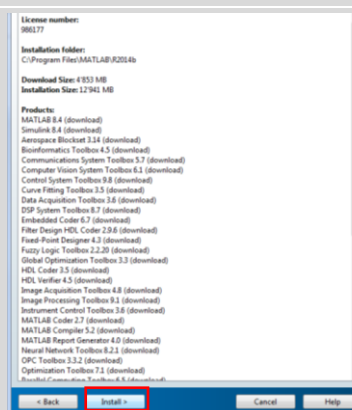 License number:
986177
Installation folder:
C:\Program Files\MATLAB\R2014b
Download Size: 4'853 MB
Installation Size: 12'941 MB
Products:
MATLAB 8.4 (download)
Simulink 8.4 (download)
Aerospace Blockset 3.14 (download)
Bioinformatics Toolbox 4.5 (download)
Communications System Toolbox 5.7 (download)
Computer Vision System Toolbox 6.1 (download)
Control System Toolbox 9.8 (download)
Curve Fitting Toolbox 3.5 (download)
Data Acquisition Toolbox 3.6 (download)
DSP System Toolbox 8.7 (download)
Embedded Coder 6.7 (download)
Filter Design HDL Coder 2.9.6 (download)
Fixed-Point Designer 4.3 (download)
Fuzzy Logic Toolbox 2.2.20 (download)
Global Optimization Toolbox 3.3 (download)
HDL Coder 3.5 (download)
HDL Verifier 4.5 (download)
Image Acquisition Toolbox 4.8 (download)
Image Processing Toolbox 9.1 (download)
Instrument Control Toolbox 3.6 (download)
MATLAB Coder 2.7 (download)
MATLAB Compiler 5.2 (download)
MATLAB Report Generator 4.0 (download)
Neural Network Toolbox 8.2.1 (download)
OPC Toolbox 3.3.2 (download)
Optimization Toolbox 7.1 (download)
Parallel Computing Toolbox 6.5 (download)
< Back Install > Cancel Help